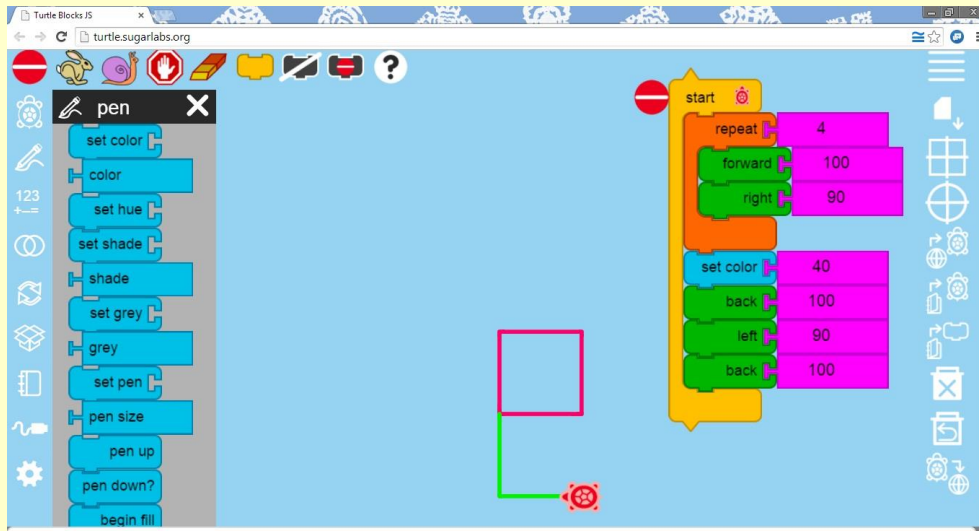 Turtle Blocks JS
turtle.sugarlabs.org
?
pen
set color
color
set hue
set shade
shade
set grey
grey
set pen
pen size
pen up
pen down?
begin fill
123
+−=
start
repeat 4
forward 100
right 90
set color 40
back 100
left 90
back 100